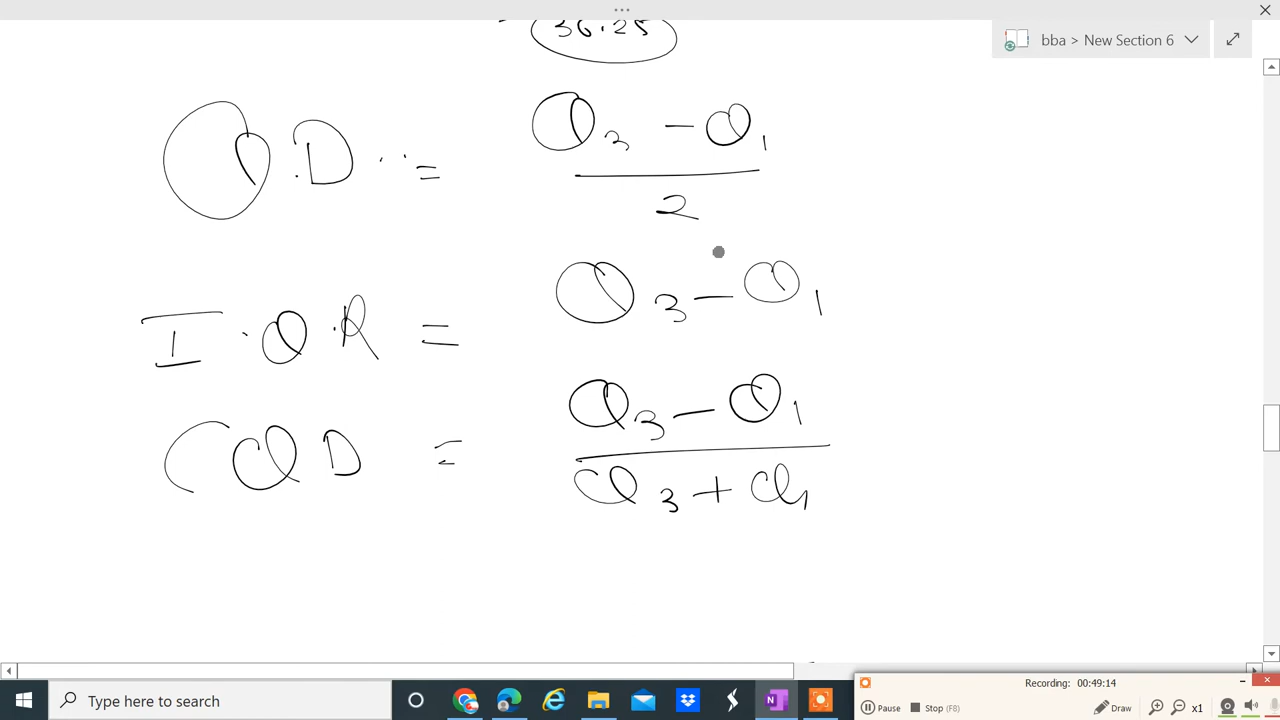 36.25
bba > New Section 6
Q.D.. = Q3 - Q1
2
I.Q.R = Q3 - Q1
CQD = Q3 - Q1
Q3 + Q1
Recording: 00:49:14
Type here to search
Pause Stop (F8) Draw x1